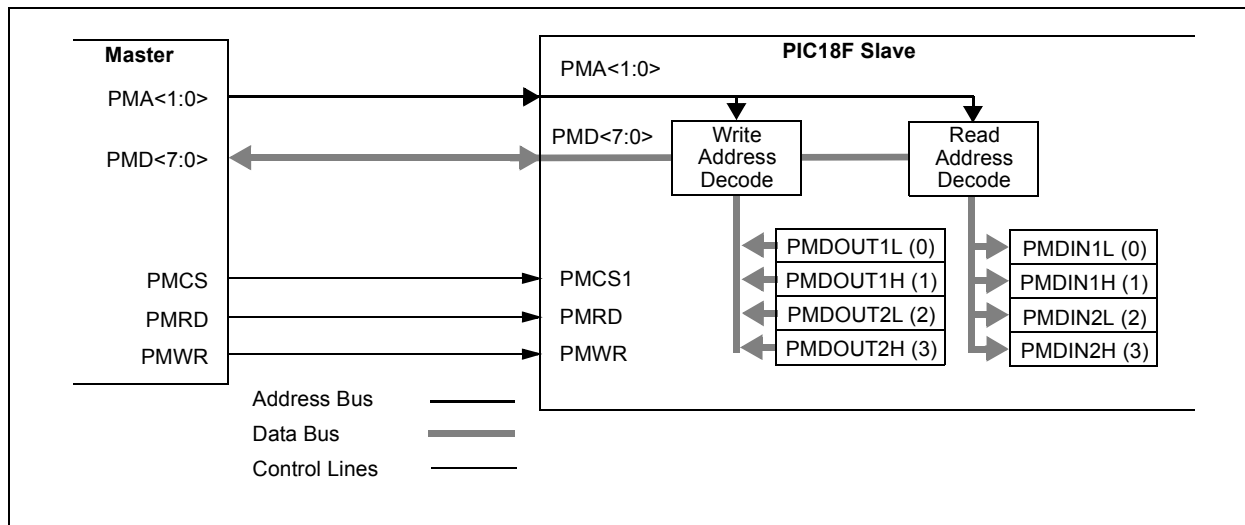 Master
PIC18F Slave
PMA<1:0>
PMA<1:0>
PMD<7:0>
PMD<7:0>
Write
Address
Decode
Read
Address
Decode
PMDOUT1L (0)
PMDOUT1H (1)
PMDOUT2L (2)
PMDOUT2H (3)
PMDIN1L (0)
PMDIN1H (1)
PMDIN2L (2)
PMDIN2H (3)
PMCS
PMCS1
PMRD
PMRD
PMWR
PMWR
Address Bus
Data Bus
Control Lines